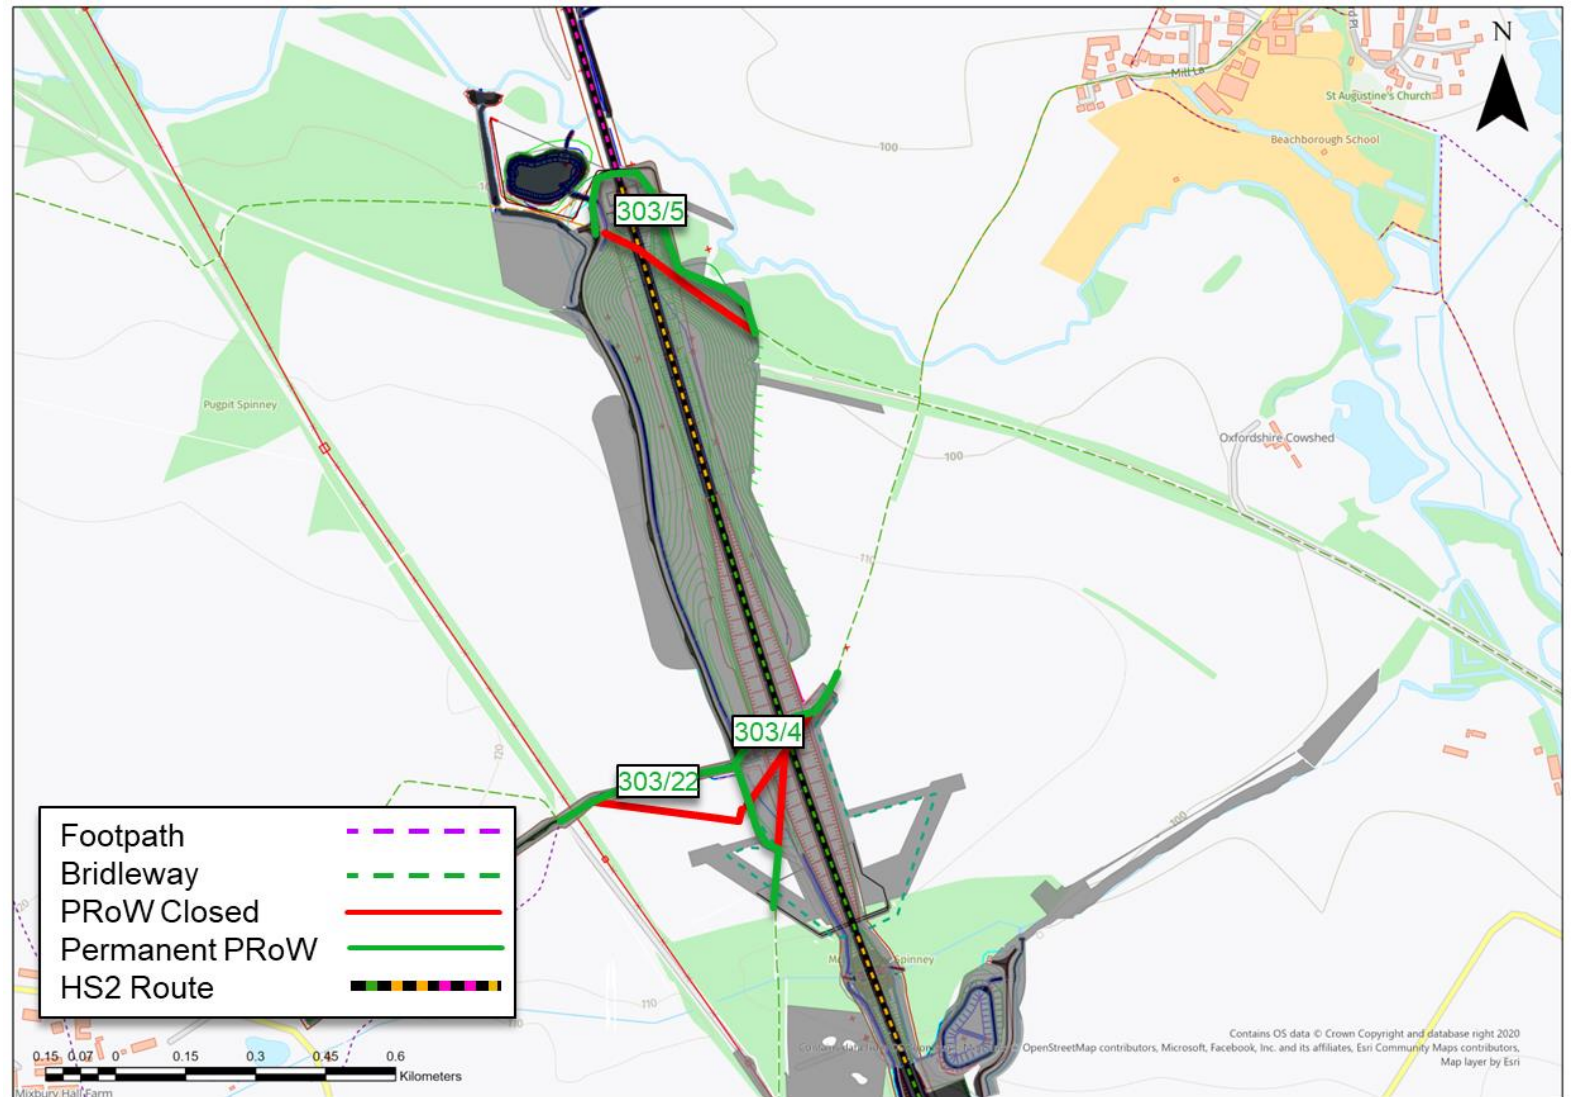 N
Mill La
St Augustine's Church
Beachborough School
100
303/5
Pugpit Spinney
Oxfordshire Cowshed
100
110
303/4
303/22
120
100
Footpath
Bridleway
PRoW Closed
Permanent PRoW
HS2 Route
Spinney
110
110
0.15 0.07 0 0.15 0.3 0.45 0.6
Kilometers
Mixbury Hall Farm
Contains OS data © Crown Copyright and database right 2020
OpenStreetMap contributors, Microsoft, Facebook, Inc. and its affiliates, Esri Community Maps contributors,
Map layer by Esri